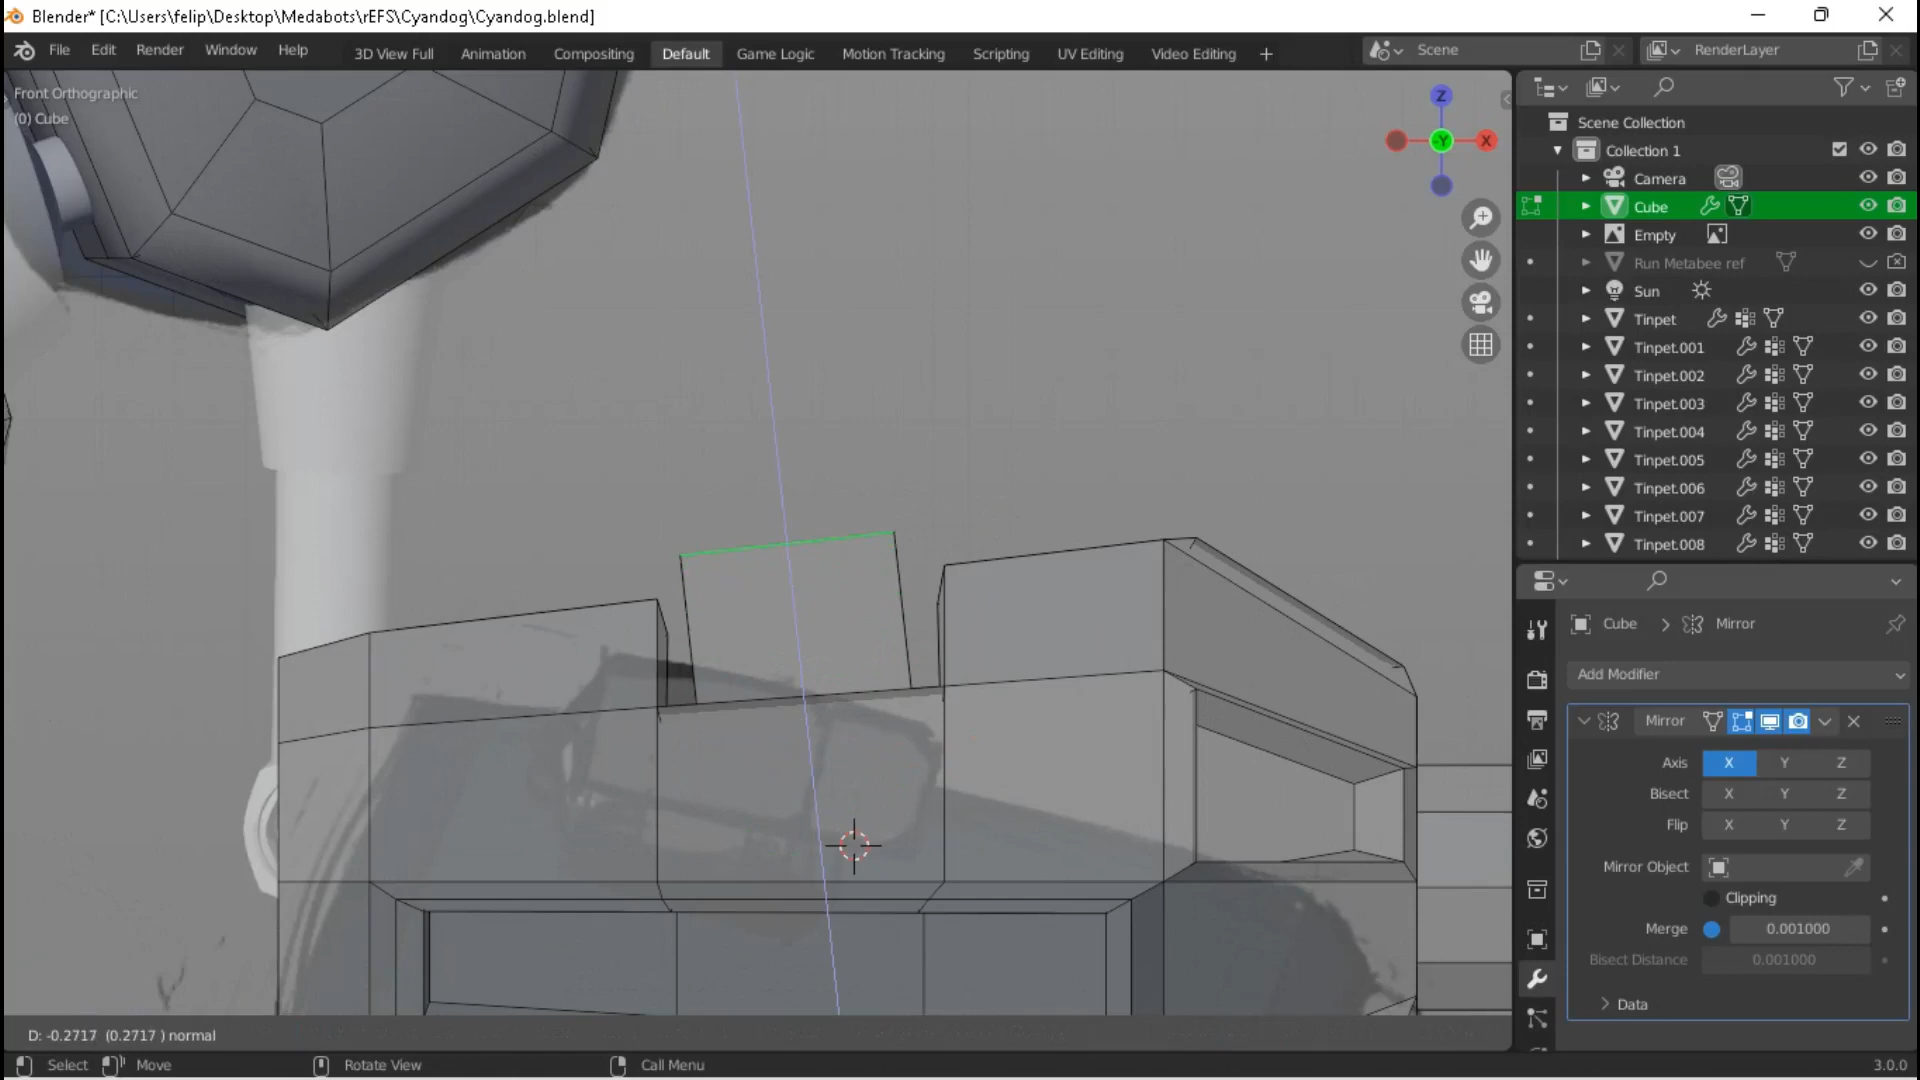 Blender* [C:\Users\felip\Desktop\Medabots\rEFS\Cyandog\Cyandog.blend]
File Edit Render Window Help 3D View Full Animation Compositing Default Game Logic Motion Tracking Scripting UV Editing Video Editing + Scene RenderLayer
Front Orthographic
(0) Cube
Z
Y
X
Scene Collection
Collection 1
Camera
Cube
Empty
Run Metabee ref
Sun
Tinpet
Tinpet.001
Tinpet.002
Tinpet.003
Tinpet.004
Tinpet.005
Tinpet.006
Tinpet.007
Tinpet.008
Cube > Mirror
Add Modifier
Mirror
Axis X Y Z
Bisect X Y Z
Flip X Y Z
Mirror Object
Clipping
Merge 0.001000
Bisect Distance 0.001000
Data
D: -0.2717 (0.2717 ) normal
Select Move Rotate View Call Menu 3.0.0